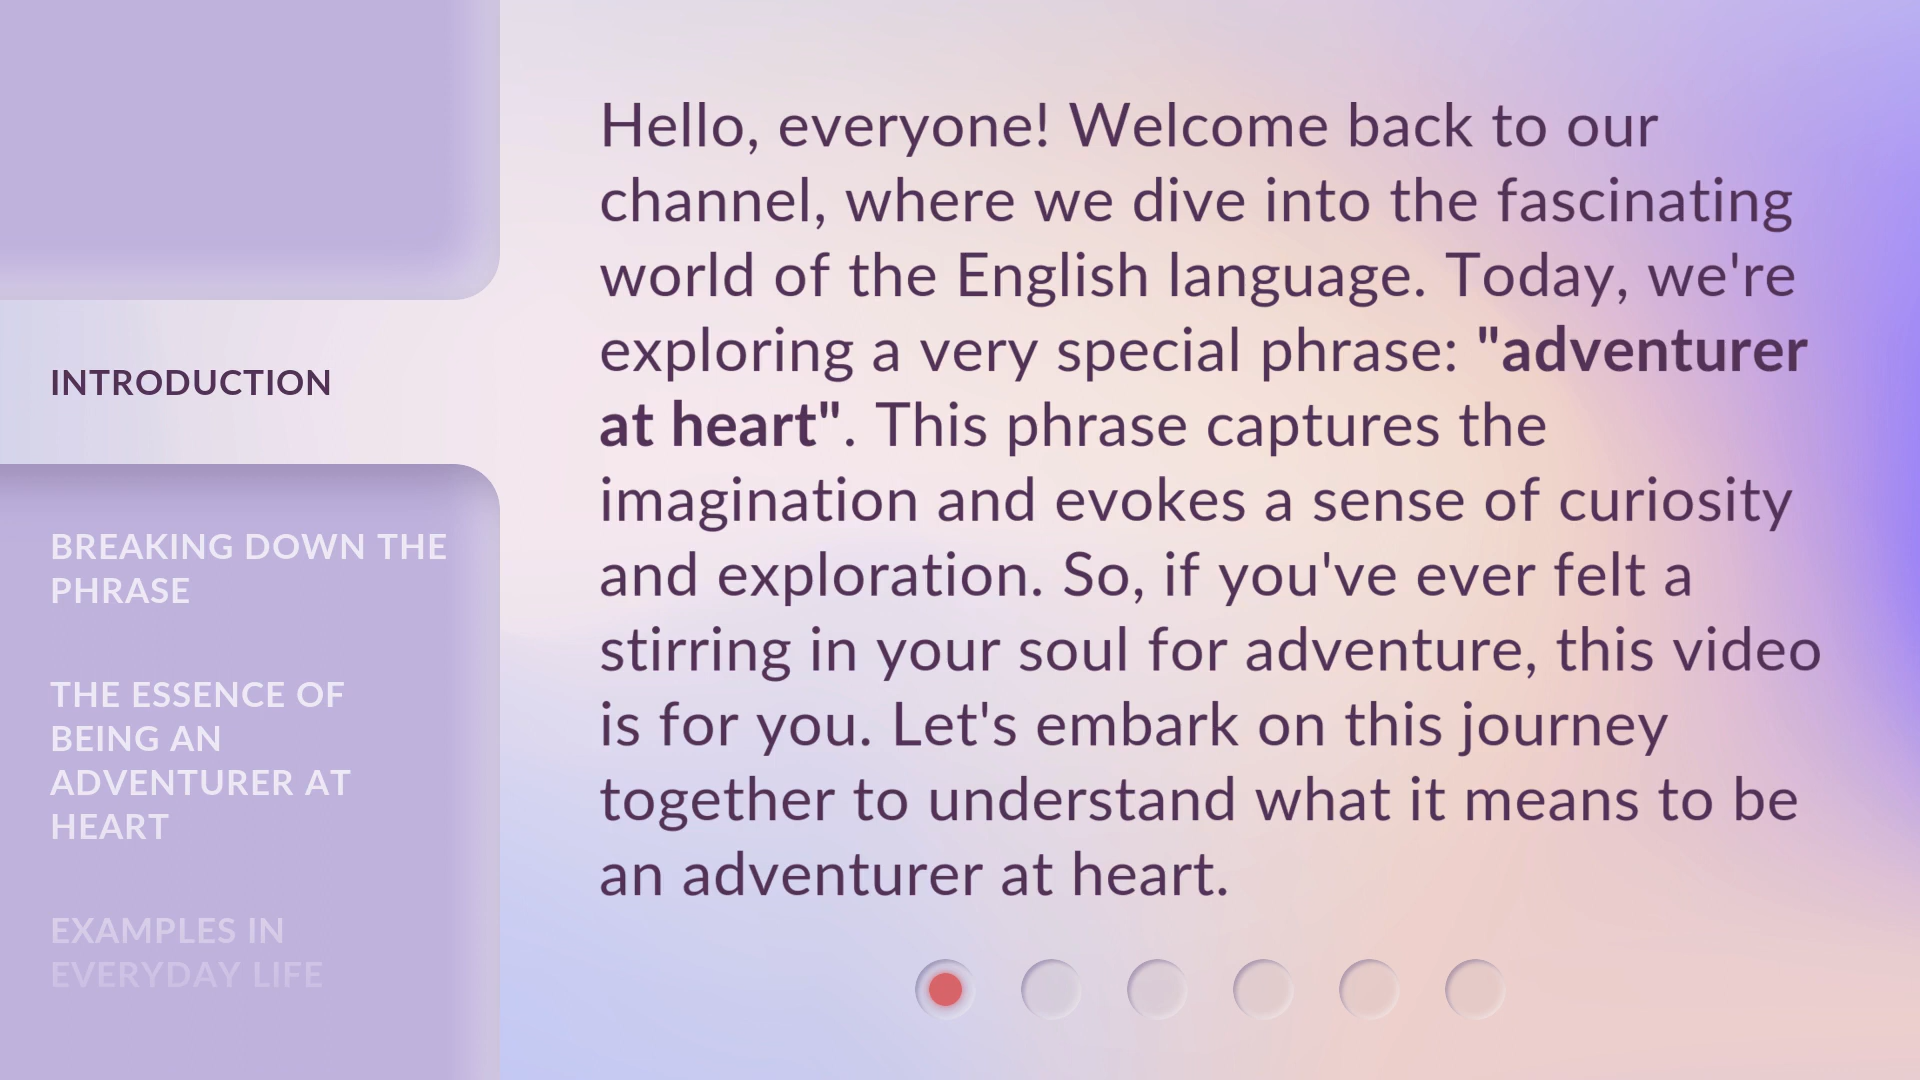 INTRODUCTION
BREAKING DOWN THE
PHRASE
THE ESSENCE OF
BEING AN
ADVENTURER AT
HEART
EXAMPLES IN
EVERYDAY LIFE
Hello, everyone! Welcome back to our
channel, where we dive into the fascinating
world of the English language. Today, we're
exploring a very special phrase: "adventurer
at heart". This phrase captures the
imagination and evokes a sense of curiosity
and exploration. So, if you've ever felt a
stirring in your soul for adventure, this video
is for you. Let's embark on this journey
together to understand what it means to be
an adventurer at heart.